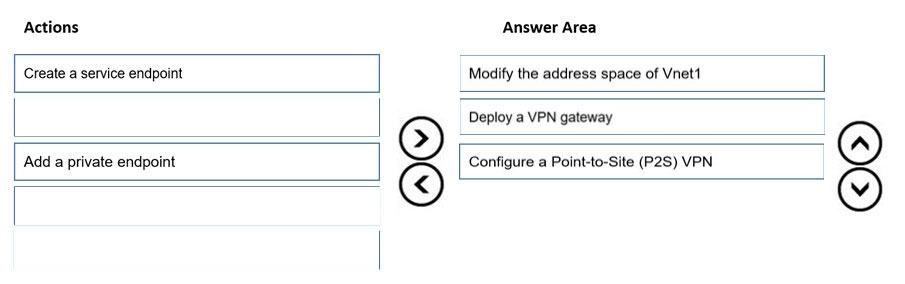 Actions
Answer Area
Create a service endpoint
Modify the address space of Vnet1
Deploy a VPN gateway
Add a private endpoint
Configure a Point-to-Site (P2S) VPN